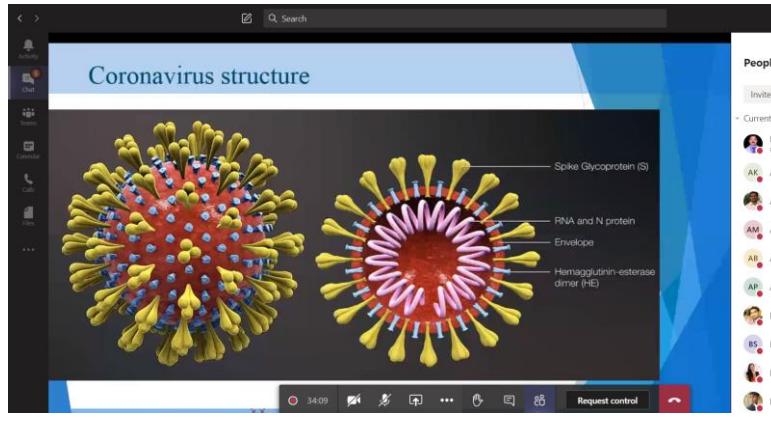 Search
Activity
Chat
Teams
Calendar
Calls
Files
Coronavirus structure
Spike Glycoprotein (S)
RNA and N protein
Envelope
Hemagglutinin-esterase
dimer (HE)
34:09
Request control
Peopl
Invite
Current
AK
AM
AB
AP
BS